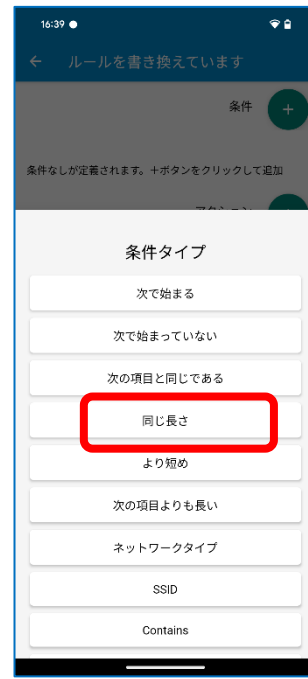 16:39
ルールを書き換えています
条件
条件なしが定義されます。+ボタンをクリックして追加
条件タイプ
次で始まる
次で始まっていない
次の項目と同じである
同じ長さ
より短め
次の項目よりも長い
ネットワークタイプ
SSID
Contains